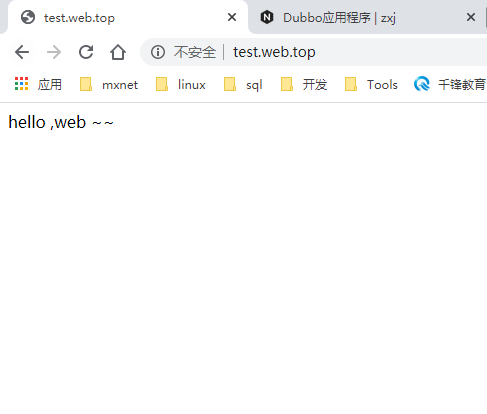 test.web.top
Dubbo应用程序 | zxj
不安全 | test.web.top
应用 mxnet linux sql 开发 Tools 千锋教育
hello ,web ~~